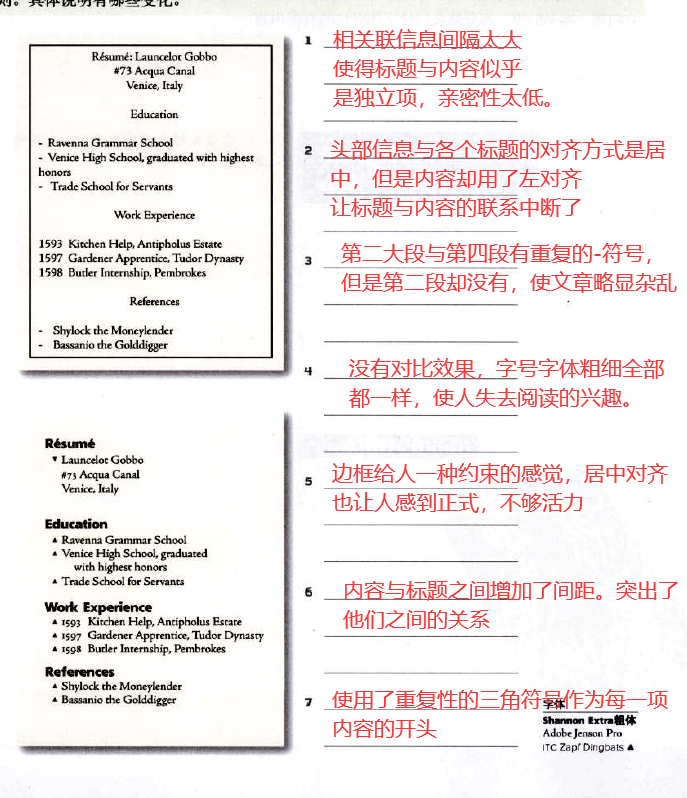 则。具体说明有哪些变化。
Résumé: Launcelot Gobbo
#73 Acqua Canal
Venice, Italy
Education
- Ravenna Grammar School
- Venice High School, graduated with highest
honors
- Trade School for Servants
Work Experience
1593 Kitchen Help, Antipholus Estate
1597 Gardener Apprentice, Tudor Dynasty
1598 Butler Internship, Pembrokes
References
- Shylock the Moneylender
- Bassanio the Golddigger
Résumé
▼ Launcelot Gobbo
#73 Acqua Canal
Venice, Italy
Education
▲ Ravenna Grammar School
▲ Venice High School, graduated
with highest honors
▲ Trade School for Servants
Work Experience
▲ 1593 Kitchen Help, Antipholus Estate
▲ 1597 Gardener Apprentice, Tudor Dynasty
▲ 1598 Butler Internship, Pembrokes
References
▲ Shylock the Moneylender
▲ Bassanio the Golddigger
1 相关联信息间隔太大
使得标题与内容似乎
是独立项，亲密性太低。
2 头部信息与各个标题的对齐方式是居
中，但是内容却用了左对齐
让标题与内容的联系中断了
3 第二大段与第四段有重复的-符号，
但是第二段却没有，使文章略显杂乱
4 没有对比效果，字号字体粗细全部
都一样，使人失去阅读的兴趣。
5 边框给人一种约束的感觉，居中对齐
也让人感到正式，不够活力
6 内容与标题之间增加了间距。突出了
他们之间的关系
7 使用了重复性的三角符号作为每一项
内容的开头
字体
Shannon Extra粗体
Adobe Jenson Pro
ITC Zapf Dingbats ▲